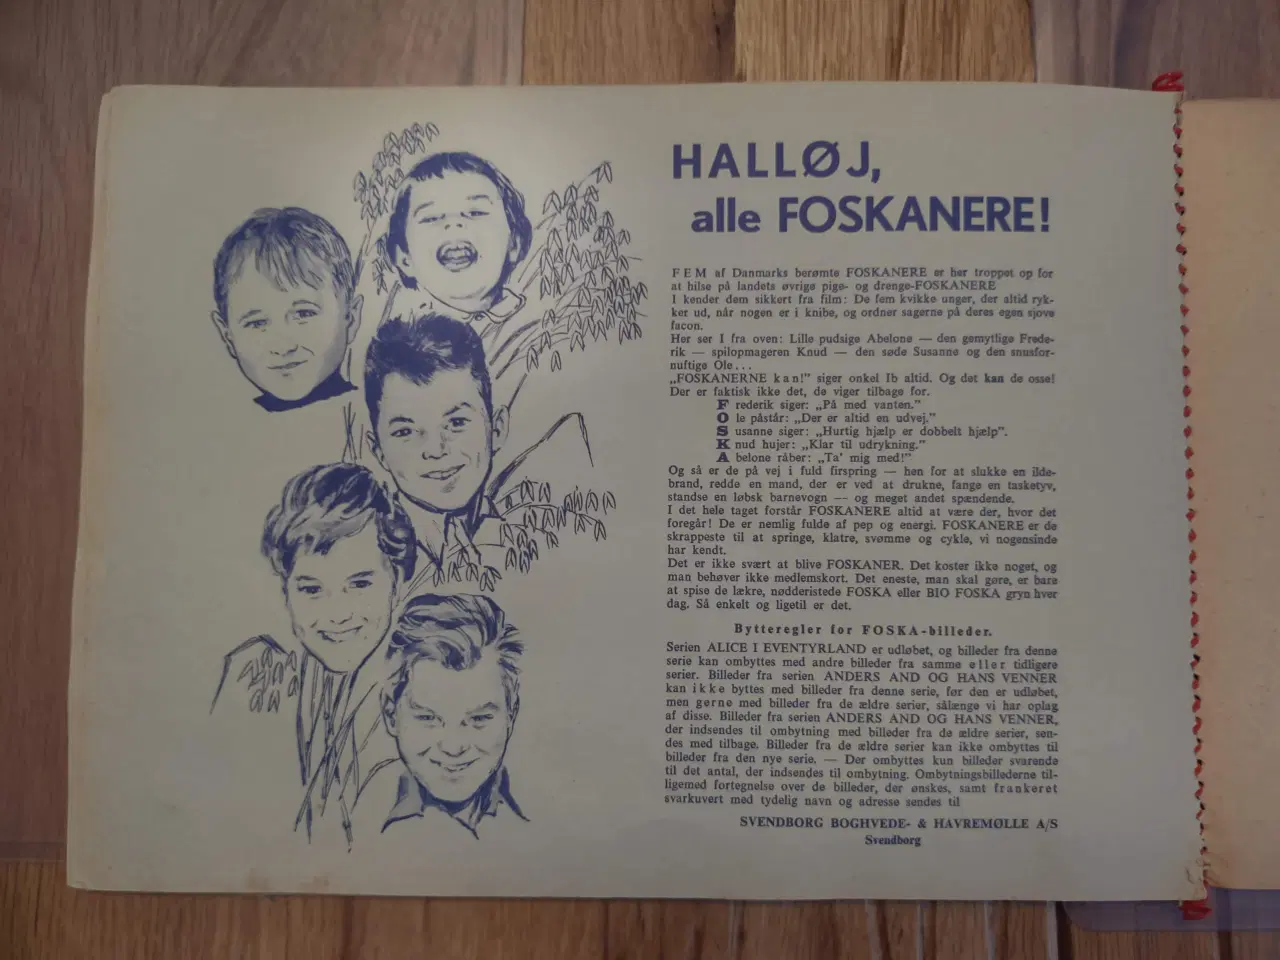 HALLØJ,
alle FOSKANERE!
FEM af Danmarks berømte FOSKANERE er her troppet op for
at hilse på landets øvrige pige- og drenge-FOSKANERE
I kender dem sikkert fra film: De fem kvikke unger, der altid ryk-
ker ud, når nogen er i knibe, og ordner sagerne på deres egen sjove
facon.
Her ser I fra oven: Lille pudsige Abelone — den gemytlige Frede-
rik — spilopmageren Knud — den søde Susanne og den snusfor-
nuftige Ole...
„FOSKANERNE kan!” siger onkel Ib altid. Og det kan de osse!
Der er faktisk ikke det, de viger tilbage for.
Frederik siger: „På med vanten.”
Ole påstår: „Der er altid en udvej.”
Susanne siger: „Hurtig hjælp er dobbelt hjælp”.
Knud hujer: „Klar til udrykning.”
Abelone råber: „Ta’ mig med!”
Og så er de på vej i fuld firspring — hen for at slukke en ilde-
brand, redde en mand, der er ved at drukne, fange en tasketyv,
standse en løbsk barnevogn — og meget andet spændende.
I det hele taget forstår FOSKANERE altid at være der, hvor det
foregår! De er nemlig fulde af pep og energi. FOSKANERE er de
skrappeste til at springe, klatre, svømme og cykle, vi nogensinde
har kendt.
Det er ikke svært at blive FOSKANER. Det koster ikke noget, og
man behøver ikke medlemskort. Det eneste, man skal gøre, er bare
at spise de lækre, nødderistede FOSKA eller BIO FOSKA gryn hver
dag. Så enkelt og ligetil er det.
Bytteregler for FOSKA-billeder.
Serien ALICE I EVENTYRLAND er udløbet, og billeder fra denne
serie kan ombyttes med andre billeder fra samme eller tidligere
serier. Billeder fra serien ANDERS AND OG HANS VENNER
kan ikke byttes med billeder fra denne serie, før den er udløbet,
men gerne med billeder fra de ældre serier, sålænge vi har oplag
af disse. Billeder fra serien ANDERS AND OG HANS VENNER,
der indsendes til ombytning med billeder fra de ældre serier, sen-
des med tilbage. Billeder fra de ældre serier kan ikke ombyttes til
billeder fra den nye serie. — Der ombyttes kun billeder svarende
til det antal, der indsendes til ombytning. Ombytningsbillederne til-
ligemed fortegnelse over de billeder, der ønskes, samt frankeret
svarkuvert med tydelig navn og adresse sendes til
SVENDBORG BOGHVEDE- & HAVREMØLLE A/S
Svendborg